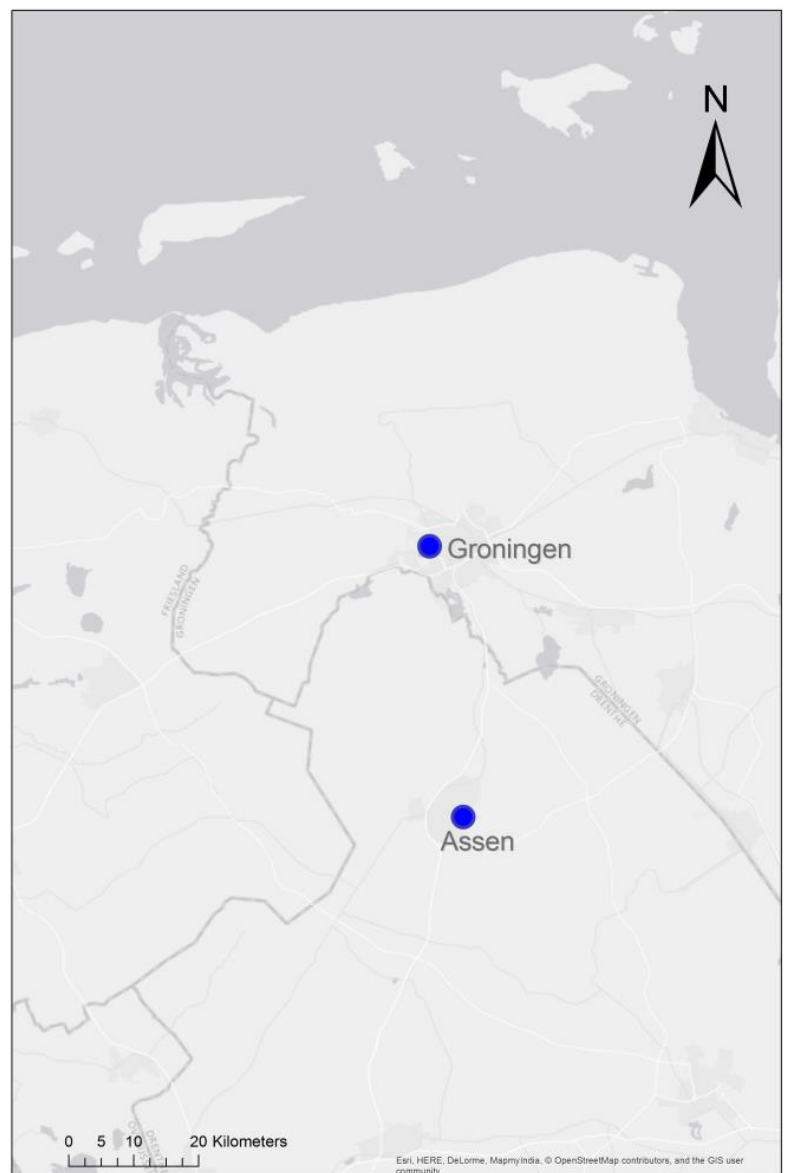 N
Groningen
FRIESLAND
GRONINGEN
GRONINGEN
DRENTHE
Assen
0 5 10 20 Kilometers
Esri, HERE, DeLorme, MapmyIndia, © OpenStreetMap contributors, and the GIS user
community